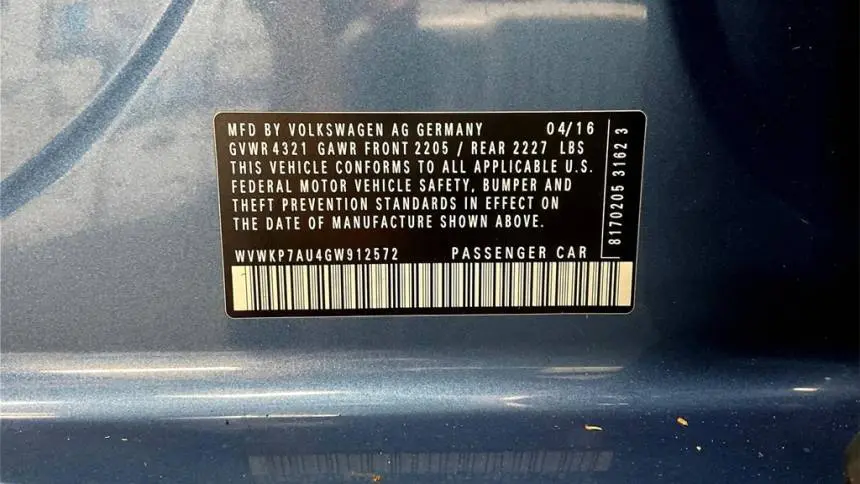 MFD BY VOLKSWAGEN AG GERMANY 04/16
GVWR 4321 GAWR FRONT 2205 / REAR 2227 LBS
THIS VEHICLE CONFORMS TO ALL APPLICABLE U.S.
FEDERAL MOTOR VEHICLE SAFETY, BUMPER AND
THEFT PREVENTION STANDARDS IN EFFECT ON
THE DATE OF MANUFACTURE SHOWN ABOVE.
WVWKP7AU4GW912572 PASSENGER CAR
8170205 3162 3